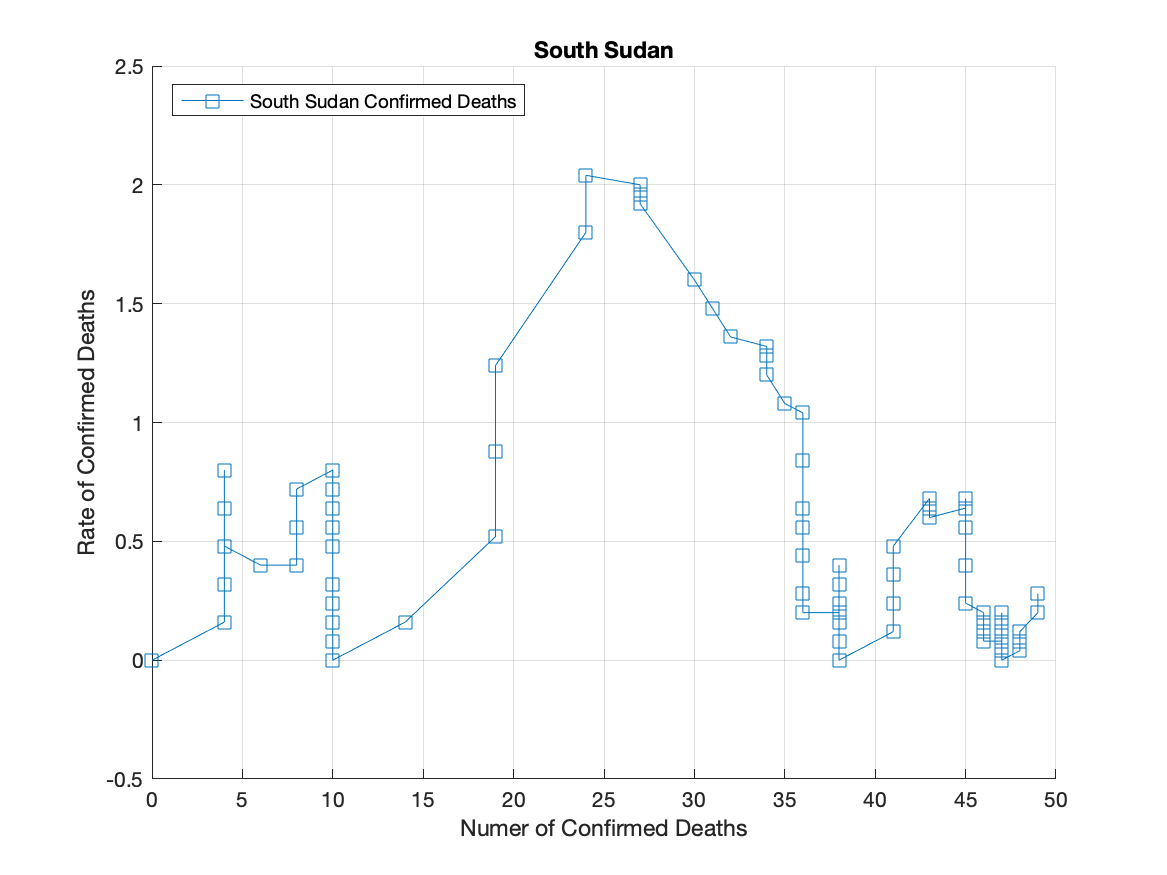 South Sudan
South Sudan Confirmed Deaths
2.5
2
1.5
1
0.5
0
-0.5
Rate of Confirmed Deaths
0 5 10 15 20 25 30 35 40 45 50
Numer of Confirmed Deaths